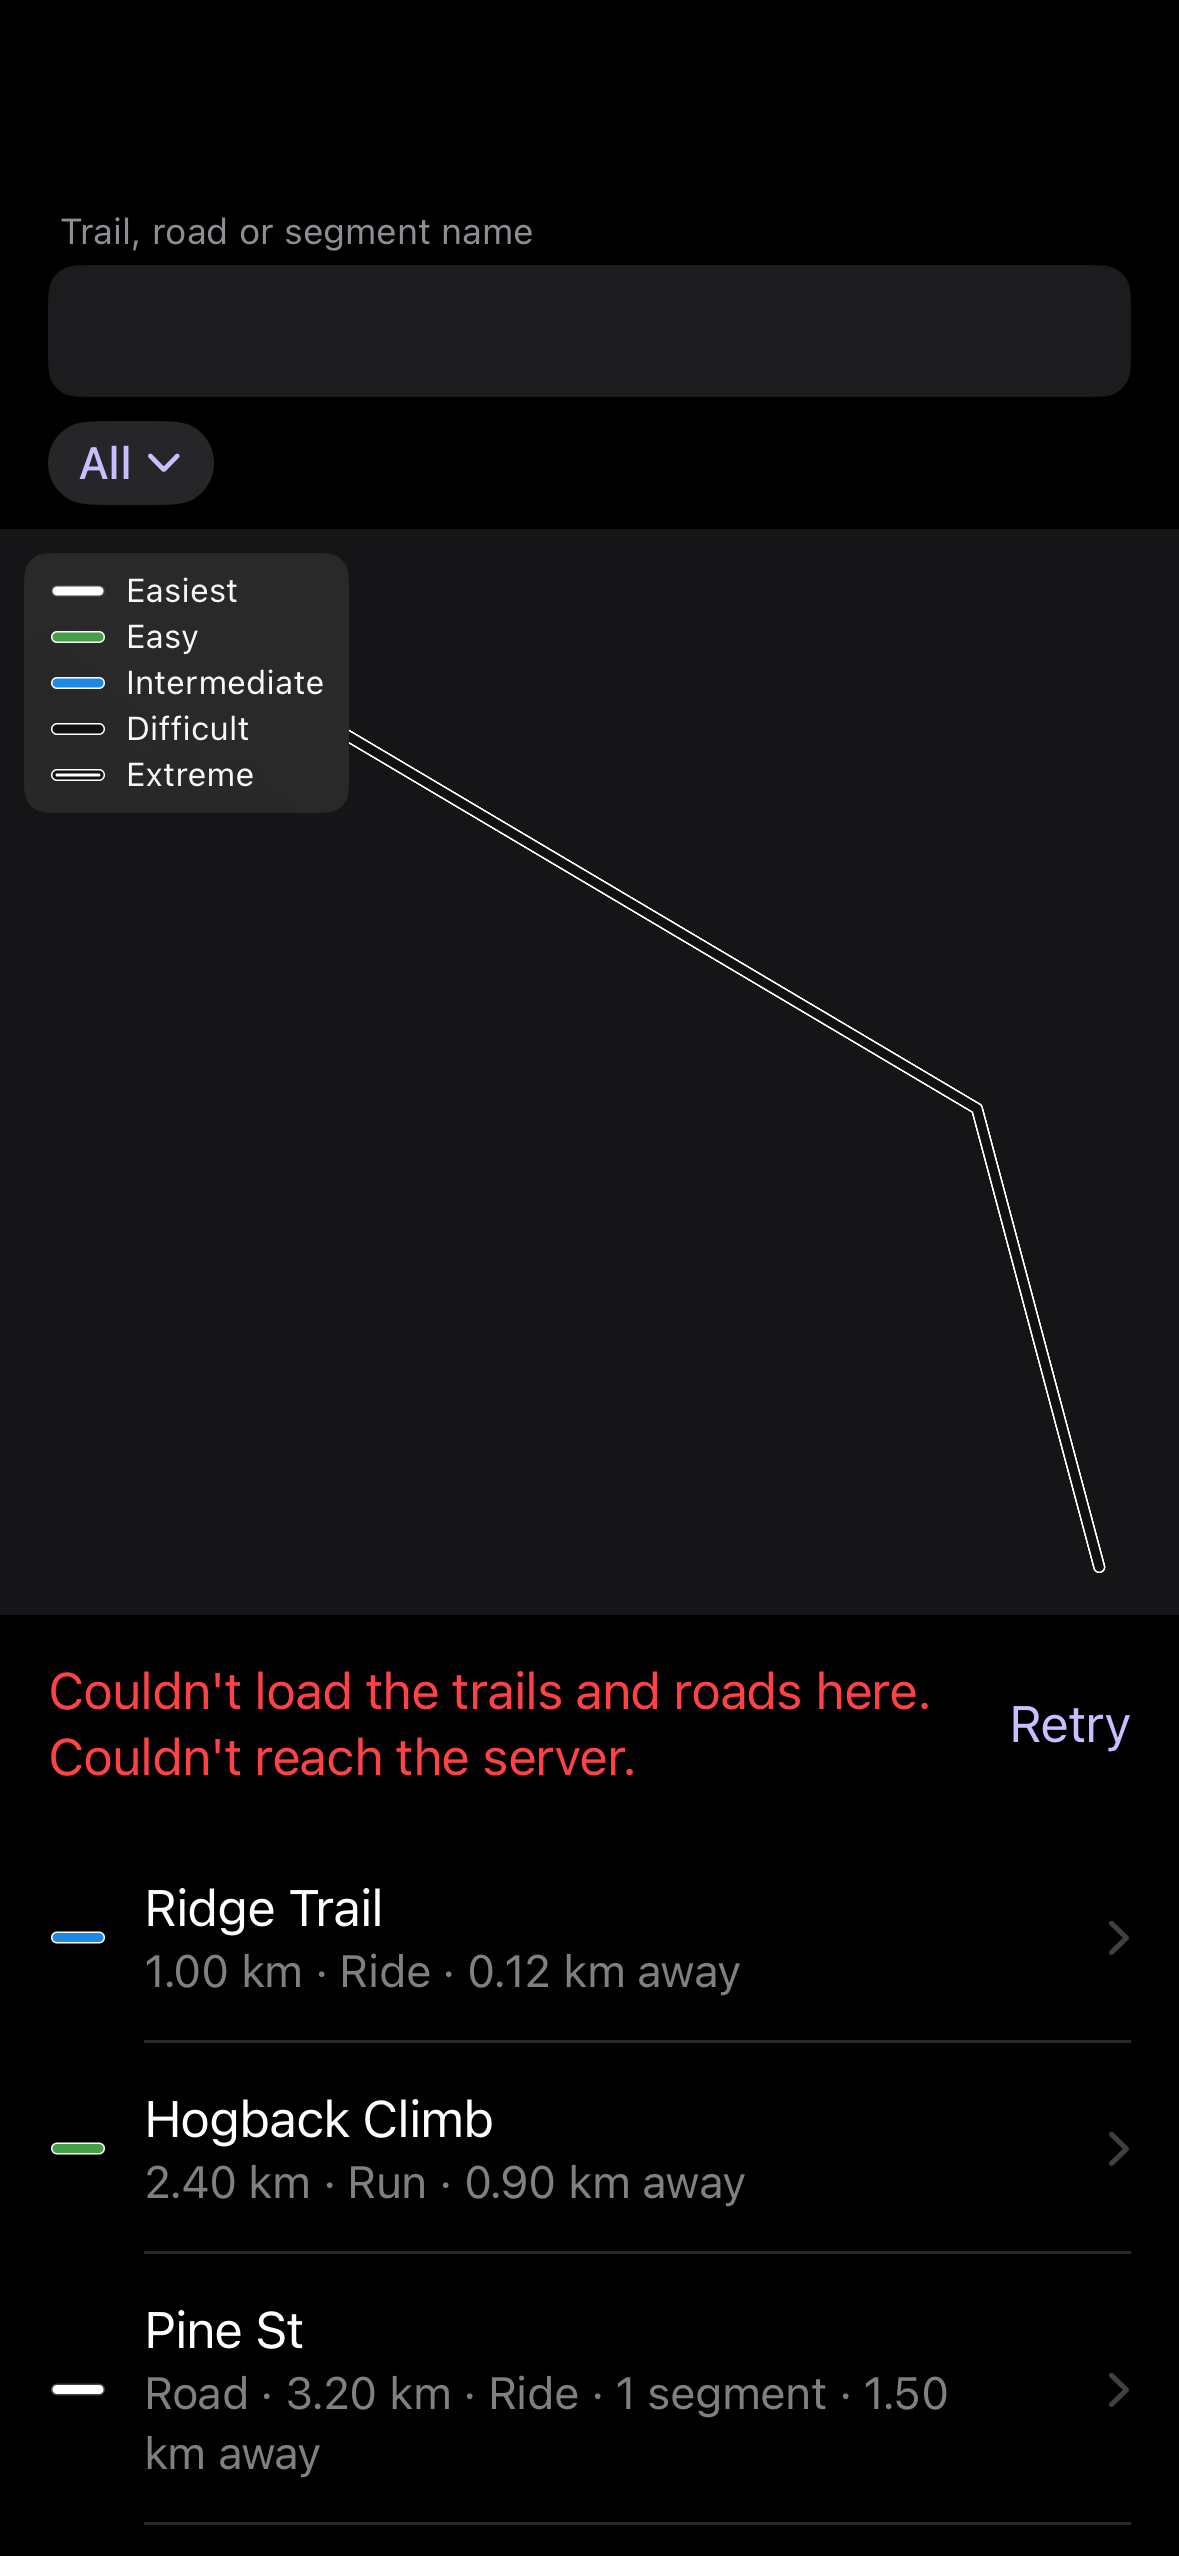 Trail, road or segment name
All
Easiest
Easy
Intermediate
Difficult
Extreme
Couldn't load the trails and roads here.
Couldn't reach the server.
Retry
Ridge Trail
1.00 km · Ride · 0.12 km away
Hogback Climb
2.40 km · Run · 0.90 km away
Pine St
Road · 3.20 km · Ride · 1 segment · 1.50
km away